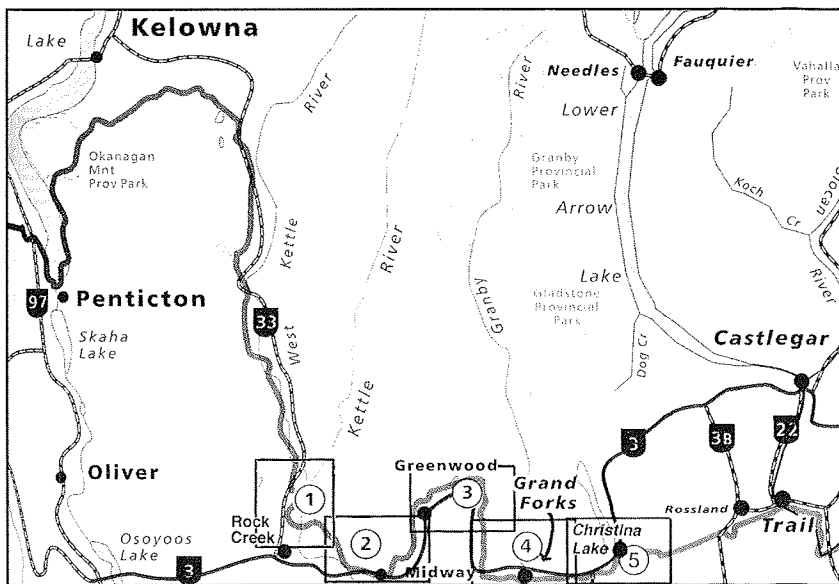 Lake
Kelowna
River
River
Needles
Fauquier
Vahalla
Prov
Park
Lower
Okanagan
Mnt
Prov Park
Granby
Provincial
Park
Koch
Cr
Slocan
River
Arrow
Kettle
River
Lake
Gladstone
Provincial
Park
Granby
97
Penticton
33
West
Skaha
Lake
Kettle
Dog Cr
Castlegar
3
3B
22
Oliver
Greenwood
1
3
Grand
Forks
Rossland
Trail
Rock
Creek
Osoyoos
Lake
3
2
Midway
4
Christina
Lake
5